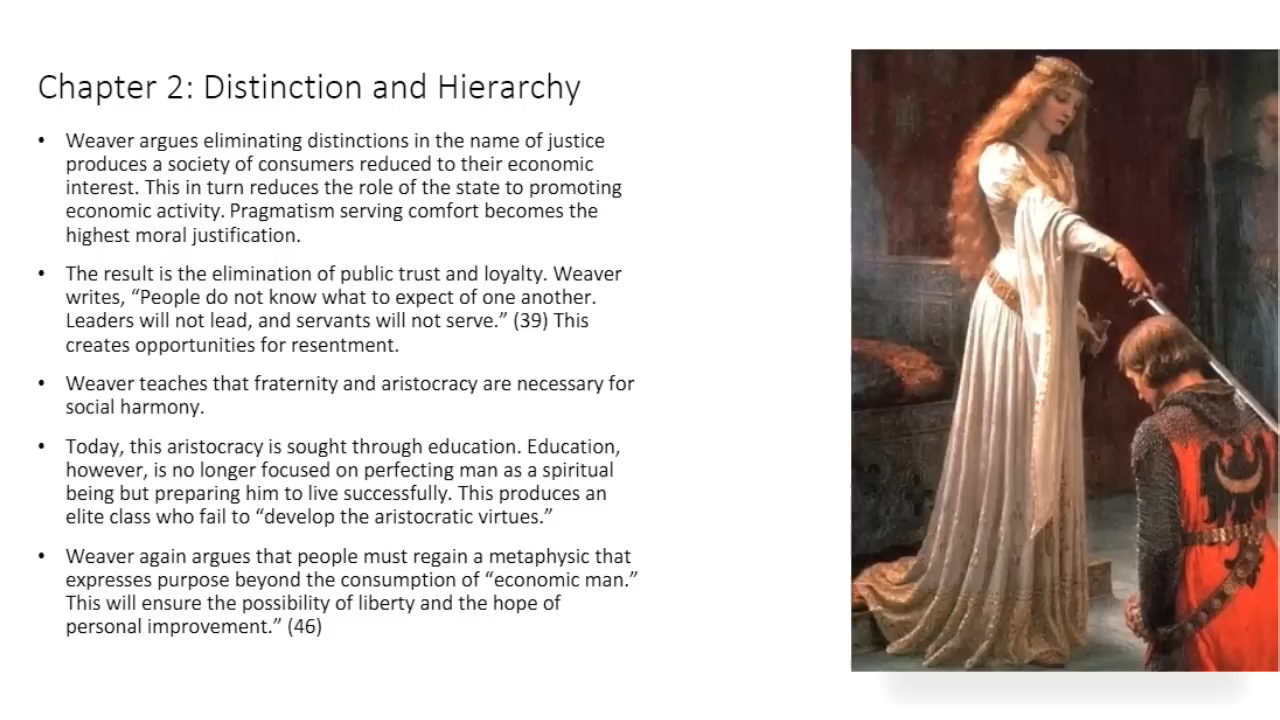 Chapter 2: Distinction and Hierarchy
• Weaver argues eliminating distinctions in the name of justice
produces a society of consumers reduced to their economic
interest. This in turn reduces the role of the state to promoting
economic activity. Pragmatism serving comfort becomes the
highest moral justification.
• The result is the elimination of public trust and loyalty. Weaver
writes, “People do not know what to expect of one another.
Leaders will not lead, and servants will not serve.” (39) This
creates opportunities for resentment.
• Weaver teaches that fraternity and aristocracy are necessary for
social harmony.
• Today, this aristocracy is sought through education. Education,
however, is no longer focused on perfecting man as a spiritual
being but preparing him to live successfully. This produces an
elite class who fail to “develop the aristocratic virtues.”
• Weaver again argues that people must regain a metaphysic that
expresses purpose beyond the consumption of “economic man.”
This will ensure the possibility of liberty and the hope of
personal improvement.” (46)